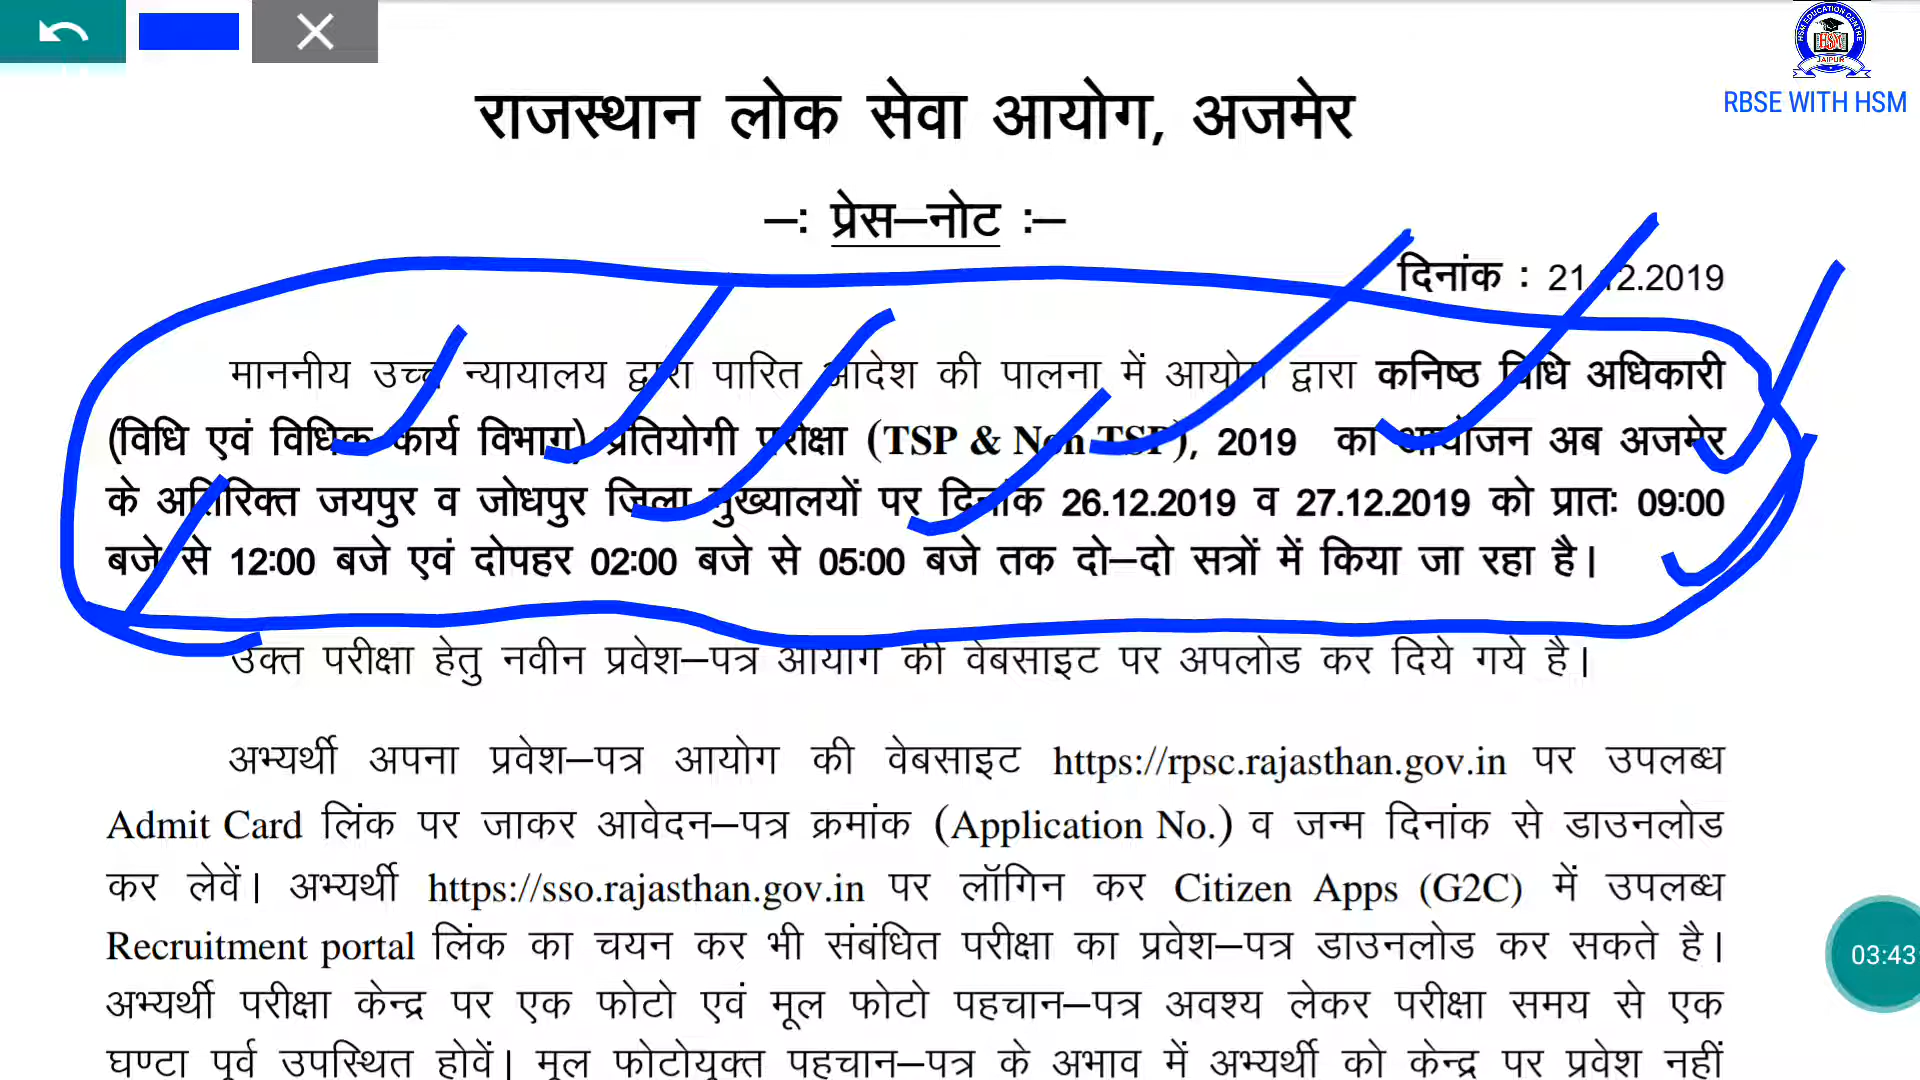 HSM EDUCATION CENTRE
HSM
JAIPUR
RBSE WITH HSM
राजस्थान लोक सेवा आयोग, अजमेर
–: प्रेस–नोट :–
दिनांक : 21.12.2019
माननीय उच्च न्यायालय द्वारा पारित आदेश की पालना में आयोग द्वारा कनिष्ठ विधि अधिकारी
(विधि एवं विधिक कार्य विभाग) प्रतियोगी परीक्षा (TSP & Non TSP), 2019 का आयोजन अब अजमेर
के अतिरिक्त जयपुर व जोधपुर जिला मुख्यालयों पर दिनांक 26.12.2019 व 27.12.2019 को प्रातः 09:00
बजे से 12:00 बजे एवं दोपहर 02:00 बजे से 05:00 बजे तक दो–दो सत्रों में किया जा रहा है।
उक्त परीक्षा हेतु नवीन प्रवेश–पत्र आयोग की वेबसाइट पर अपलोड कर दिये गये है।
अभ्यर्थी अपना प्रवेश–पत्र आयोग की वेबसाइट https://rpsc.rajasthan.gov.in पर उपलब्ध
Admit Card लिंक पर जाकर आवेदन–पत्र क्रमांक (Application No.) व जन्म दिनांक से डाउनलोड
कर लेवें। अभ्यर्थी https://sso.rajasthan.gov.in पर लॉगिन कर Citizen Apps (G2C) में उपलब्ध
Recruitment portal लिंक का चयन कर भी संबंधित परीक्षा का प्रवेश–पत्र डाउनलोड कर सकते है।
अभ्यर्थी परीक्षा केन्द्र पर एक फोटो एवं मूल फोटो पहचान–पत्र अवश्य लेकर परीक्षा समय से एक
घण्टा पूर्व उपस्थित होवें। मूल फोटोयुक्त पहचान–पत्र के अभाव में अभ्यर्थी को केन्द्र पर प्रवेश नहीं
03:43